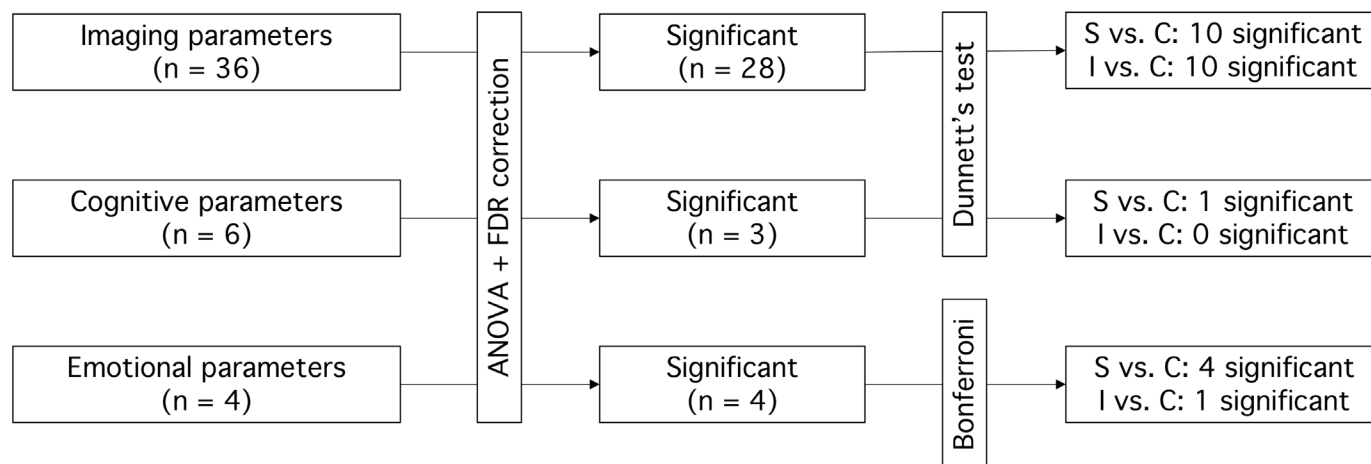 Imaging parameters
(n = 36)
Significant
(n = 28)
S vs. C: 10 significant
I vs. C: 10 significant
Cognitive parameters
(n = 6)
ANOVA + FDR correction
Significant
(n = 3)
Dunnett's test
S vs. C: 1 significant
I vs. C: 0 significant
Emotional parameters
(n = 4)
Significant
(n = 4)
Bonferroni
S vs. C: 4 significant
I vs. C: 1 significant